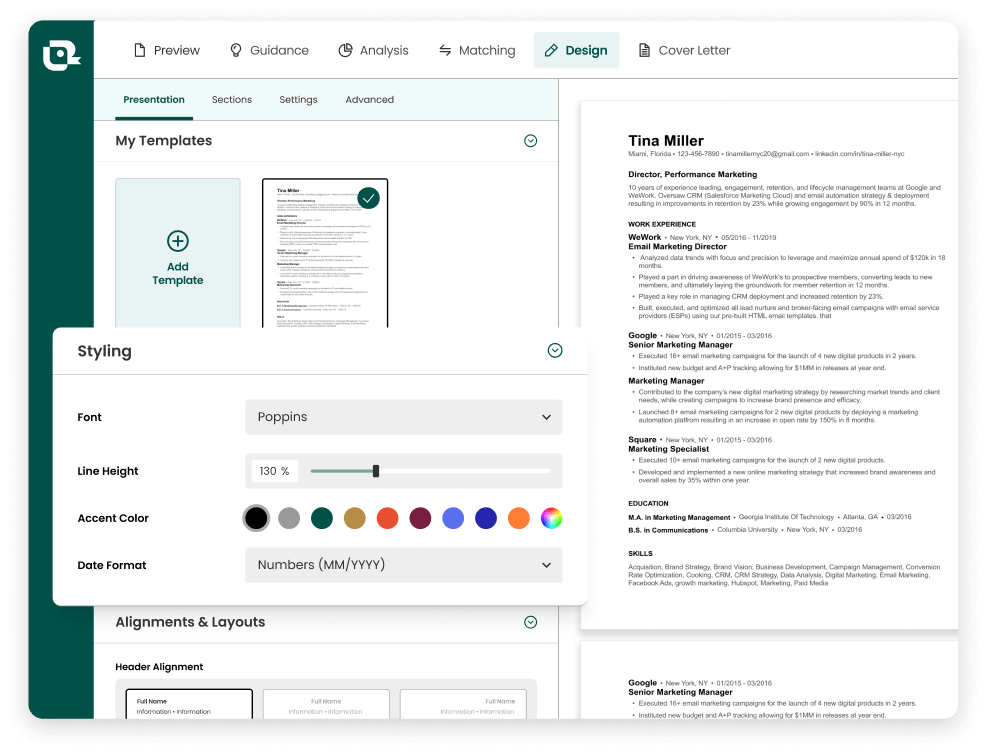 Preview
Guidance
Analysis
Matching
Design
Cover Letter
Presentation
Sections
Settings
Advanced
My Templates
Add
Template
Tina Miller
Styling
Font
Poppins
Line Height
130 %
Accent Color
Date Format
Numbers (MM/YYYY)
Alignments & Layouts
Header Alignment
Full Name
Information • Information
Full Name
Information • Information
Full Name
Information • Information
Tina Miller
Miami, Florida • 123-456-7890 • tinamillernyc20@gmail.com • linkedin.com/in/tina-miller-nyc
Director, Performance Marketing
10 years of experience leading, engagement, retention, and lifecycle management teams at Google and
WeWork. Oversaw CRM (Salesforce Marketing Cloud) and email automation strategy & deployment
resulting in improvements in retention by 23% while growing engagement by 90% in 12 months.
WORK EXPERIENCE
WeWork • New York, NY • 05/2016 - 11/2019
Email Marketing Director
• Analyzed data trends with focus and precision to leverage and maximize annual spend of $120k in 18
months.
• Played a part in driving awareness of WeWork's to prospective members, converting leads to new
members, and ultimately laying the groundwork for member retention in 12 months.
• Played a key role in managing CRM deployment and increased retention by 23%.
• Built, executed, and optimized all lead nurture and broker-facing email campaigns with email service
providers (ESPs) using our pre-built HTML email templates, that
Google • New York, NY • 01/2015 - 03/2016
Senior Marketing Manager
• Executed 16+ email marketing campaigns for the launch of 4 new digital products in 2 years.
• Instituted new budget and A+P tracking allowing for $1MM in releases at year end.
Marketing Manager
• Contributed to the company's new digital marketing strategy by researching market trends and client
needs, while creating campaigns to increase brand presence and efficacy.
• Launched 8+ email marketing campaigns for 2 new digital products by deploying a marketing
automation platfrom resulting in an increase in open rate by 150% in 8 months.
Square • New York, NY • 01/2015 - 03/2016
Marketing Specialist
• Executed 10+ email marketing campaigns for the launch of 2 new digital products.
• Developed and implemented a new online marketing strategy that increased brand awareness and
overall sales by 35% within one year.
EDUCATION
M.A. in Marketing Management • Georgia Institute Of Technology • Atlanta, GA • 03/2016
B.S. in Communications • Columbia University • New York, NY • 03/2016
SKILLS
Acquisition, Brand Strategy, Brand Vision, Business Development, Campaign Management, Conversion
Rate Optimization, Cooking, CRM, CRM Strategy, Data Analysis, Digital Marketing, Email Marketing,
Facebook Ads, growth marketing, Hubspot, Marketing, Paid Media
Google • New York, NY • 01/2015 - 03/2016
Senior Marketing Manager
• Executed 16+ email marketing campaigns for the launch of 4 new digital products in 2 years.
• Instituted new budget and A+P tracking allowing for $1MM in releases at year end.